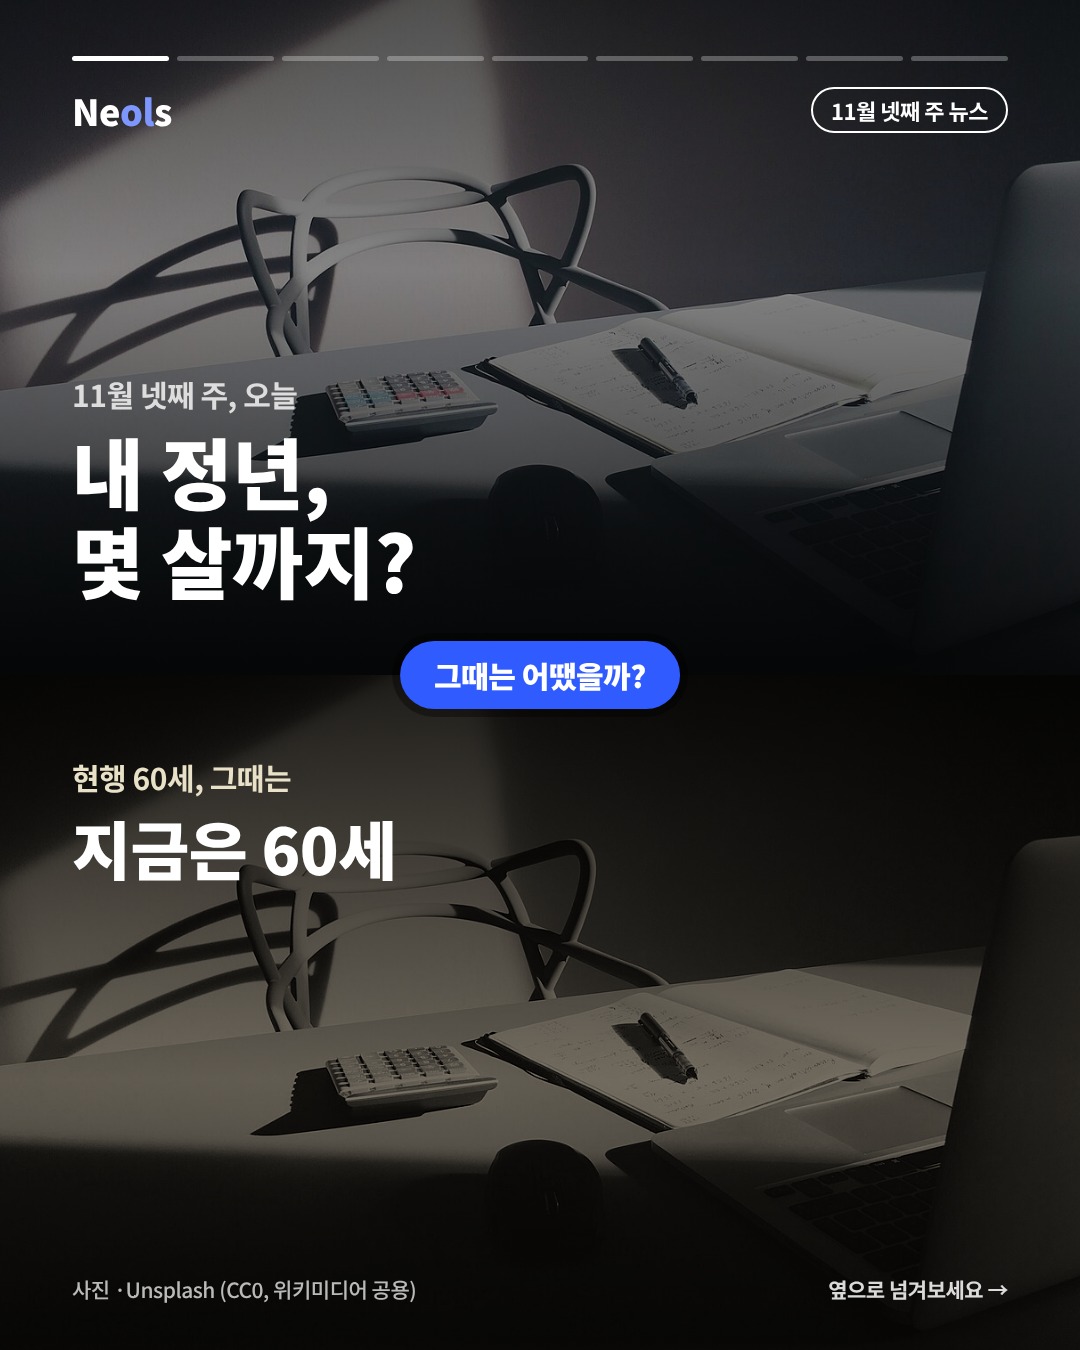 Neols
11월 넷째 주 뉴스
11월 넷째 주, 오늘
내 정년,
몇 살까지?
그때는 어땠을까?
현행 60세, 그때는
지금은 60세
사진 · Unsplash (CC0, 위키미디어 공용)
옆으로 넘겨보세요 →